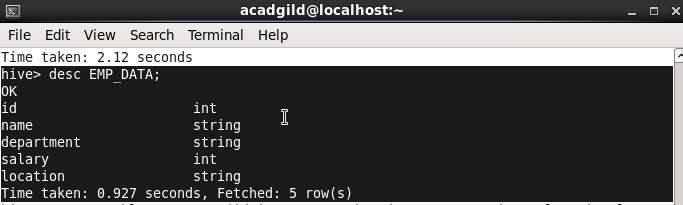 acadgild@localhost:~
File Edit View Search Terminal Help
Time taken: 2.12 seconds
hive> desc EMP_DATA;
OK
id int
name string
department string
salary int
location string
Time taken: 0.927 seconds, Fetched: 5 row(s)